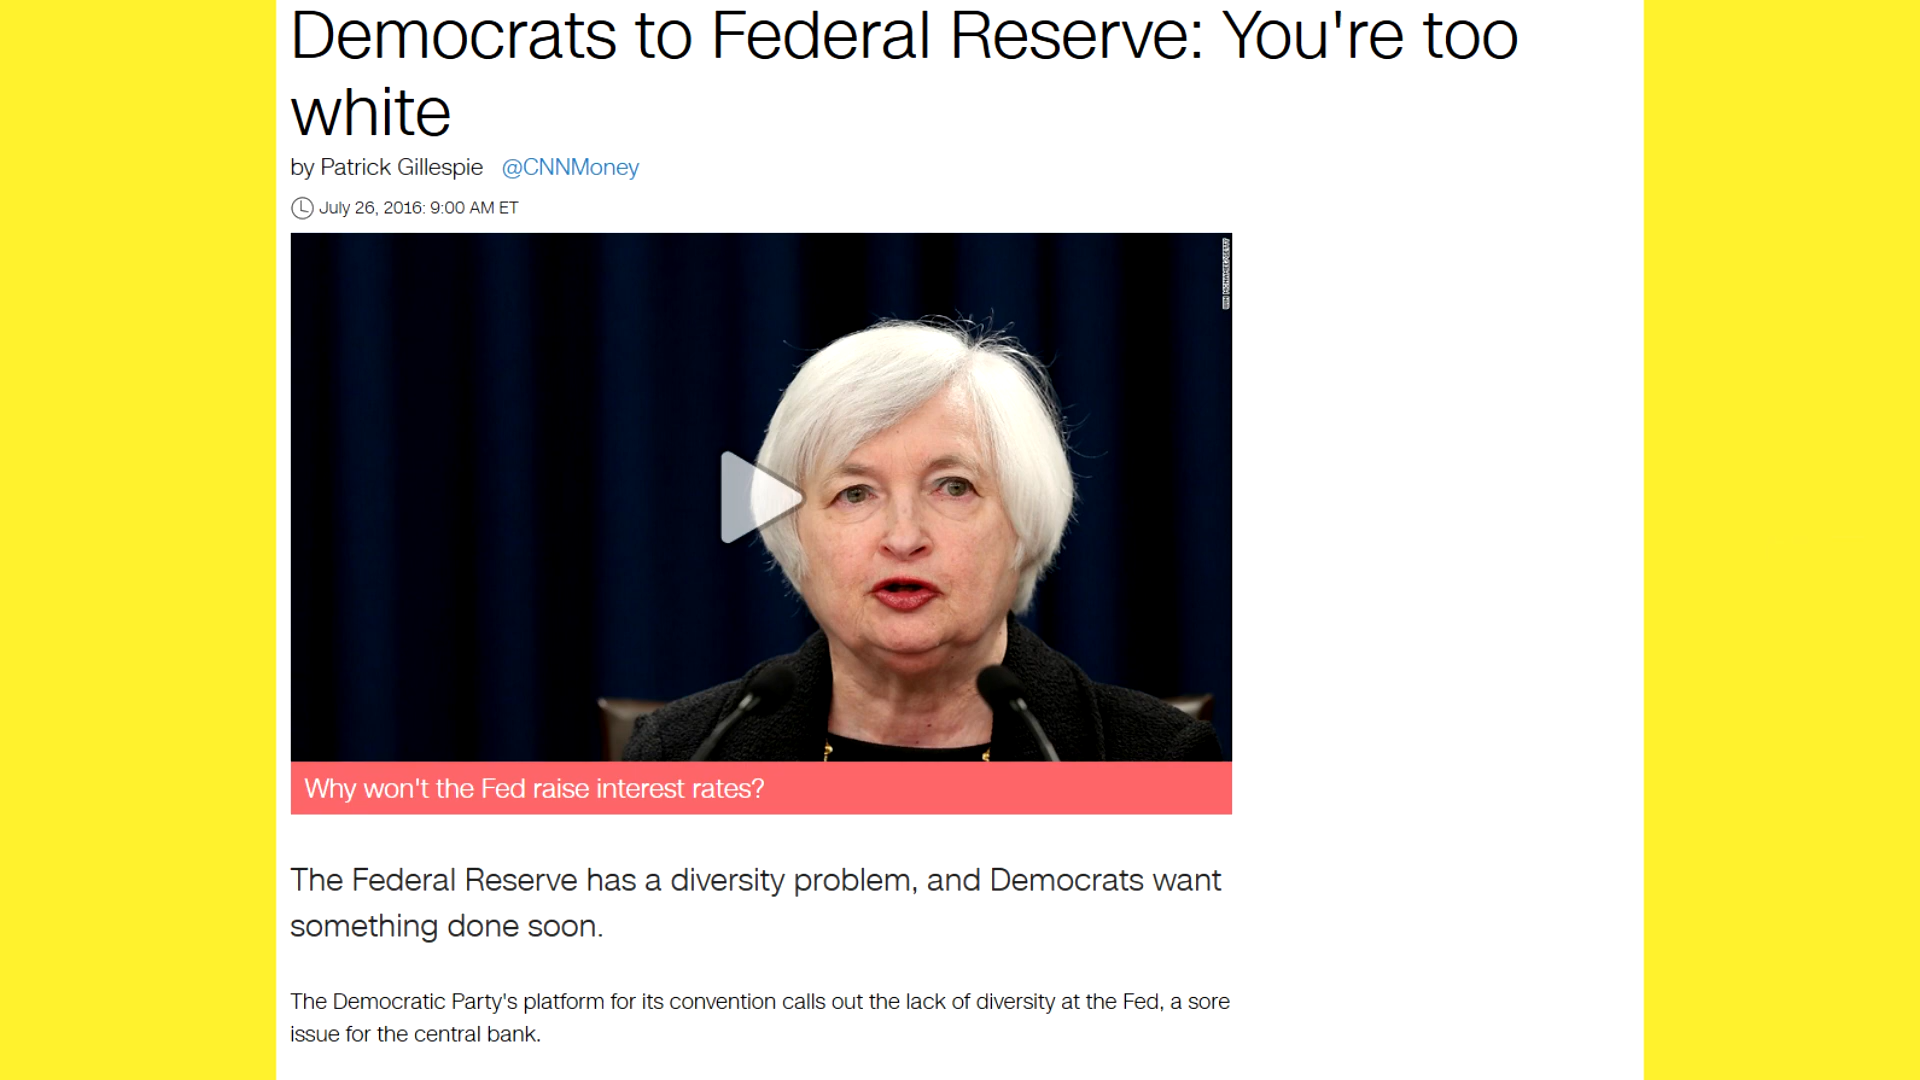 Democrats to Federal Reserve: You're too
white
by Patrick Gillespie @CNNMoney
July 26, 2016: 9:00 AM ET
WIN MCNAMEE/GETTY
Why won't the Fed raise interest rates?
The Federal Reserve has a diversity problem, and Democrats want
something done soon.
The Democratic Party's platform for its convention calls out the lack of diversity at the Fed, a sore
issue for the central bank.